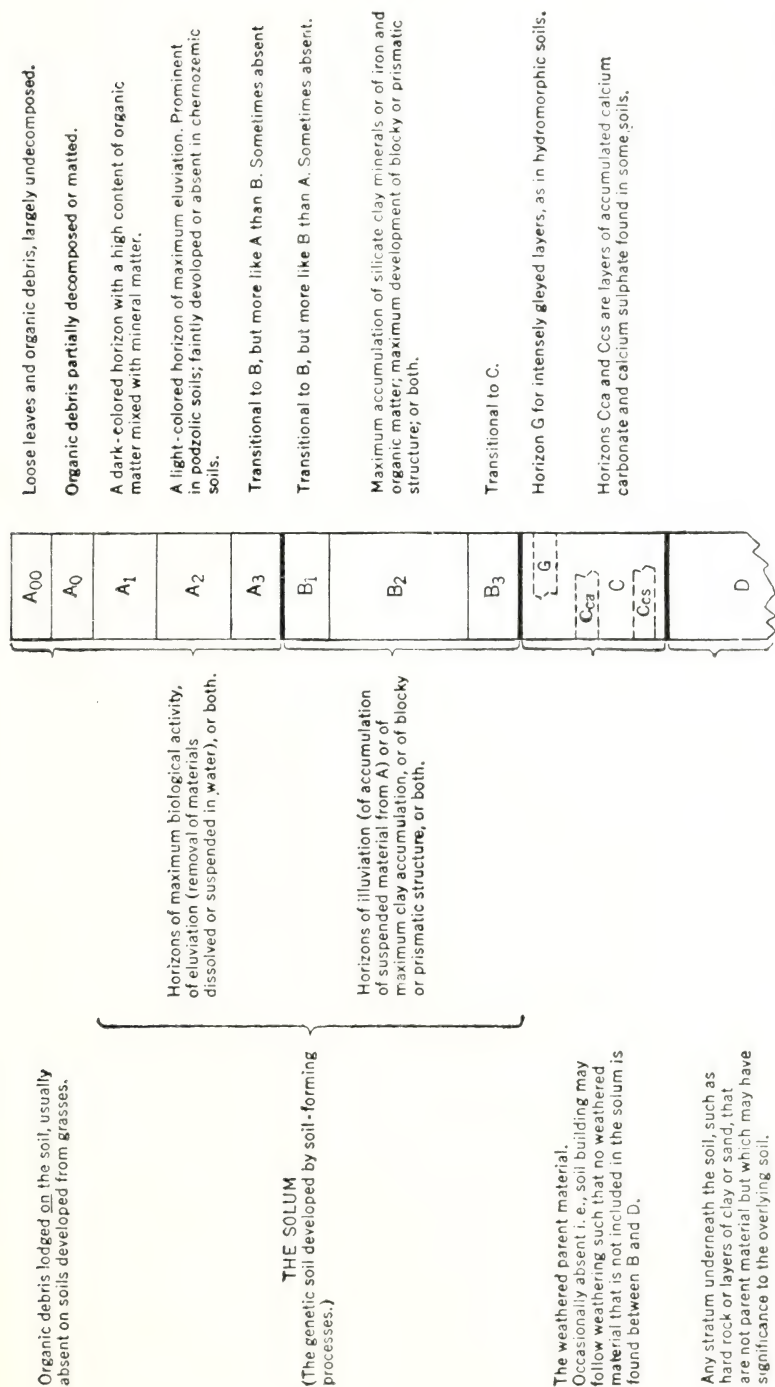 Organic debris lodged on the soil, usually
absent on soils developed from grasses.
THE SOLUM
(The genetic soil developed by soil-forming
processes.)
The weathered parent material.
Occasionally absent i. e., soil building may
follow weathering such that no weathered
material that is not included in the solum is
found between B and D.
Any stratum underneath the soil, such as
hard rock or layers of clay or sand, that
are not parent material but which may have
significance to the overlying soil.
Horizons of maximum biological activity,
of eluviation (removal of materials
dissolved or suspended in water), or both.
Horizons of illuviation (of accumulation
of suspended material from A) or of
maximum clay accumulation, or of blocky
or prismatic structure, or both.
A00
A0
A1
A2
A3
B1
B2
B3
G
Cca
C
Ccs
D
Loose leaves and organic debris, largely undecomposed.
Organic debris partially decomposed or matted.
A dark-colored horizon with a high content of organic
matter mixed with mineral matter.
A light-colored horizon of maximum eluviation. Prominent
in podzolic soils; faintly devoloped or absent in chernozemic
soils.
Transitional to B, but more like A than B. Sometimes absent
Transitional to B, but more like B than A. Sometimes absent.
Maximum accumulation of silicate clay minerals or of iron and
organic matter; maximum development of blocky or prismatic
structure; or both.
Transitional to C.
Horizon G for intensely gleyed layers, as in hydromorphic soils.
Horizons Cca and Ccs are layers of accumulated calcium
carbonate and calcium sulphate found in some soils.